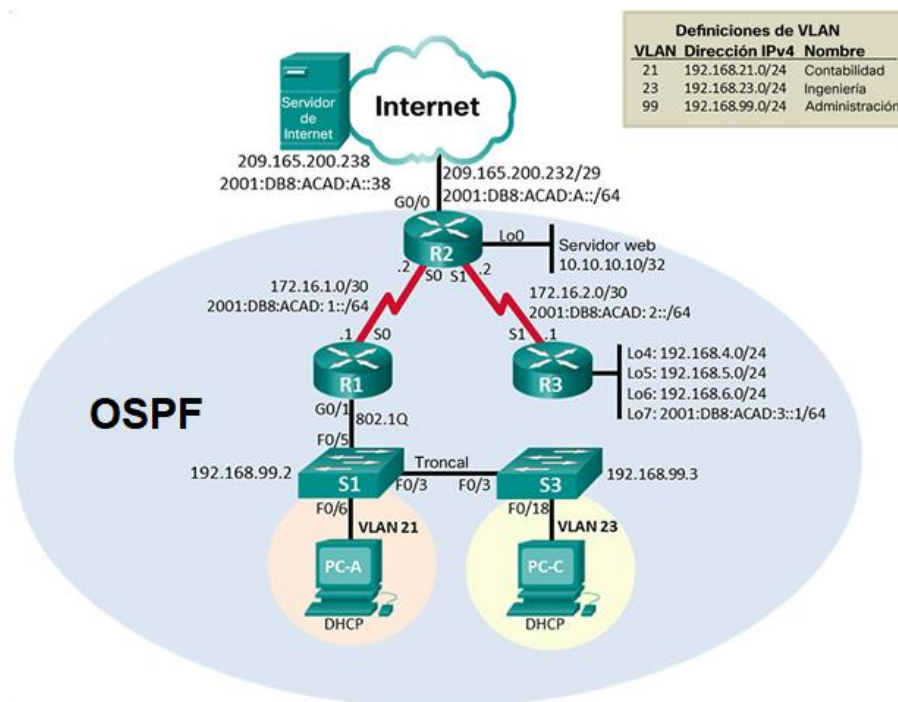 Definiciones de VLAN
VLAN Dirección IPv4 Nombre
21 192.168.21.0/24 Contabilidad
23 192.168.23.0/24 Ingeniería
99 192.168.99.0/24 Administración
Servidor
de
Internet
Internet
209.165.200.238
2001:DB8:ACAD:A::38
209.165.200.232/29
2001:DB8:ACAD:A::/64
G0/0
R2
Lo0
Servidor web
10.10.10.10/32
.2
S0
S1
.2
172.16.1.0/30
2001:DB8:ACAD: 1::/64
172.16.2.0/30
2001:DB8:ACAD: 2::/64
.1
S0
S1
.1
R1
R3
Lo4: 192.168.4.0/24
Lo5: 192.168.5.0/24
Lo6: 192.168.6.0/24
Lo7: 2001:DB8:ACAD:3::1/64
OSPF
G0/1
802.1Q
F0/5
Troncal
192.168.99.2
S1
F0/3
F0/3
S3
192.168.99.3
F0/6
VLAN 21
F0/18
VLAN 23
PC-A
PC-C
DHCP
DHCP